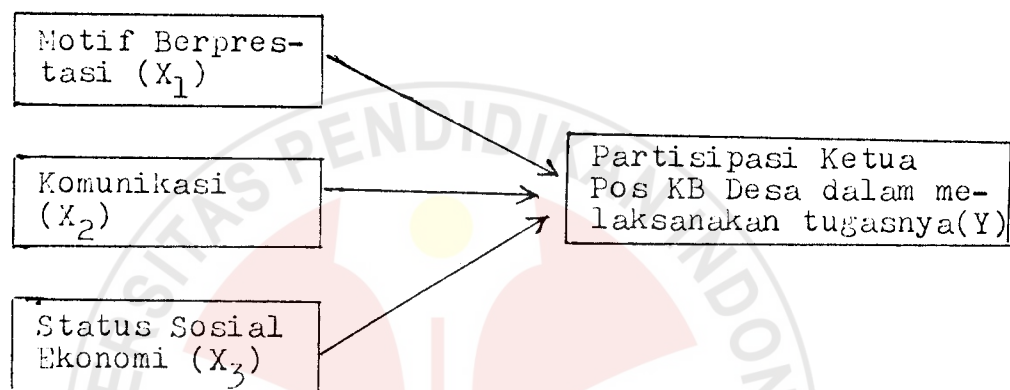 Motif Berpres-
tasi (X1)
Komunikasi
(X2)
Status Sosial
Ekonomi (X3)
Partisipasi Ketua
Pos KB Desa dalam me-
laksanakan tugasnya(Y)
PENDIDIKAN